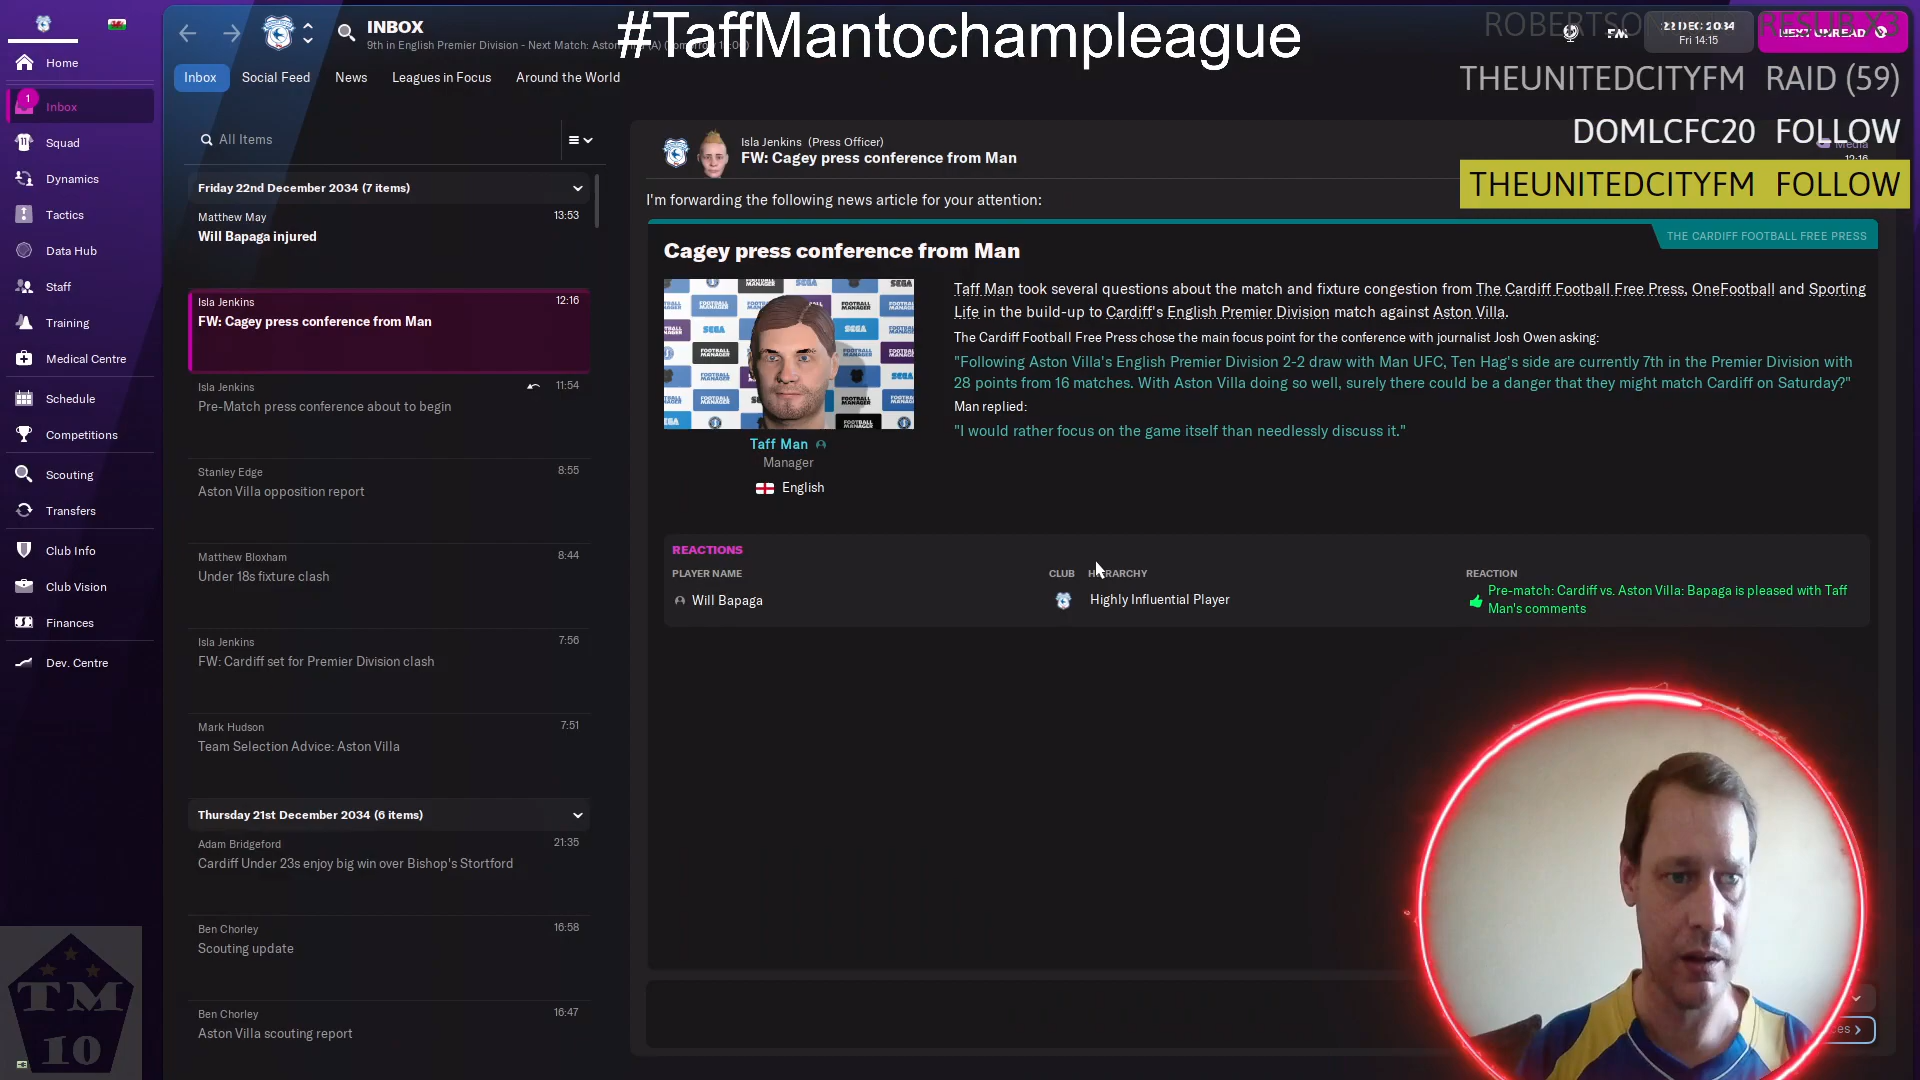 #TaffMantochampleague
INBOX
9th in English Premier Division - Next Match:
22 DEC 2034
Fri 14:15
NEXT UNREAD
RESUB X3
THEUNITEDCITYFM RAID (59)
DOMLCFC20 FOLLOW
THEUNITEDCITYFM FOLLOW
Home
1
Inbox
Squad
Dynamics
Tactics
Data Hub
Staff
Training
Medical Centre
Schedule
Competitions
Scouting
Transfers
Club Info
Club Vision
Finances
Dev. Centre
TM
10
Inbox Social Feed News Leagues in Focus Around the World
All Items
Friday 22nd December 2034 (7 items)
Matthew May 13:53
Will Bapaga injured
Isla Jenkins 12:16
FW: Cagey press conference from Man
Isla Jenkins 11:54
Pre-Match press conference about to begin
Stanley Edge 8:55
Aston Villa opposition report
Matthew Bloxham 8:44
Under 18s fixture clash
Isla Jenkins 7:56
FW: Cardiff set for Premier Division clash
Mark Hudson 7:51
Team Selection Advice: Aston Villa
Thursday 21st December 2034 (6 items)
Adam Bridgeford 21:35
Cardiff Under 23s enjoy big win over Bishop's Stortford
Ben Chorley 16:58
Scouting update
Ben Chorley 16:47
Aston Villa scouting report
Isla Jenkins (Press Officer)
FW: Cagey press conference from Man
Media
12:16
I'm forwarding the following news article for your attention:
THE CARDIFF FOOTBALL FREE PRESS
Cagey press conference from Man
Taff Man took several questions about the match and fixture congestion from The Cardiff Football Free Press, OneFootball and Sporting
Life in the build-up to Cardiff's English Premier Division match against Aston Villa.
The Cardiff Football Free Press chose the main focus point for the conference with journalist Josh Owen asking:
"Following Aston Villa's English Premier Division 2-2 draw with Man UFC, Ten Hag's side are currently 7th in the Premier Division with
28 points from 16 matches. With Aston Villa doing so well, surely there could be a danger that they might match Cardiff on Saturday?"
Man replied:
"I would rather focus on the game itself than needlessly discuss it."
Taff Man
Manager
English
REACTIONS
PLAYER NAME CLUB HIERARCHY REACTION
Will Bapaga Highly Influential Player Pre-match: Cardiff vs. Aston Villa: Bapaga is pleased with Taff
Man's comments